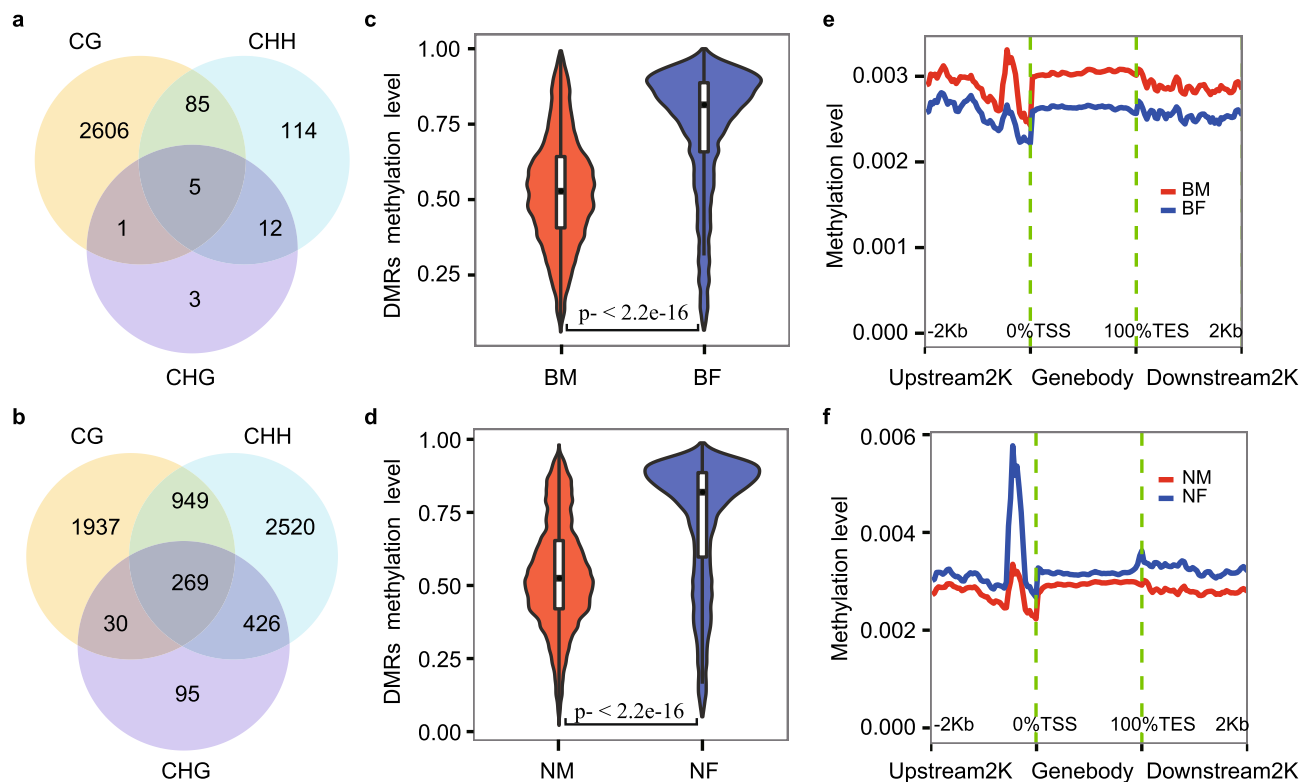 a
CG
CHH
2606
85
114
5
1
12
3
CHG
b
CG
CHH
1937
949
2520
269
30
426
95
CHG
c
DMRs methylation level
1.00
0.75
0.50
0.25
p- < 2.2e-16
BM
BF
d
DMRs methylation level
1.00
0.75
0.50
0.25
0.00
p- < 2.2e-16
NM
NF
e
Methylation level
0.003
0.002
0.001
0.000
BM
BF
-2Kb
0%TSS
100%TES
2Kb
Upstream2K
Genebody
Downstream2K
f
Methylation level
0.006
0.004
0.002
0.000
NM
NF
-2Kb
0%TSS
100%TES
2Kb
Upstream2K
Genebody
Downstream2K